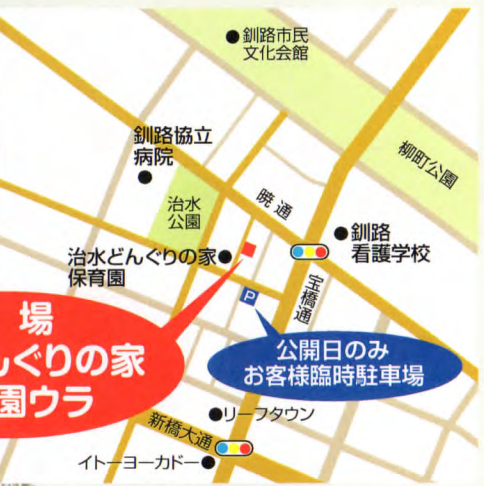 釧路市民
文化会館
柳町公園
釧路協立
病院
治水
公園
暁通
釧路
看護学校
治水どんぐりの家
保育園
宝橋通
P
公開日のみ
お客様臨時駐車場
場
んぐりの家
園ウラ
リーフタウン
新橋大通
イトーヨーカドー